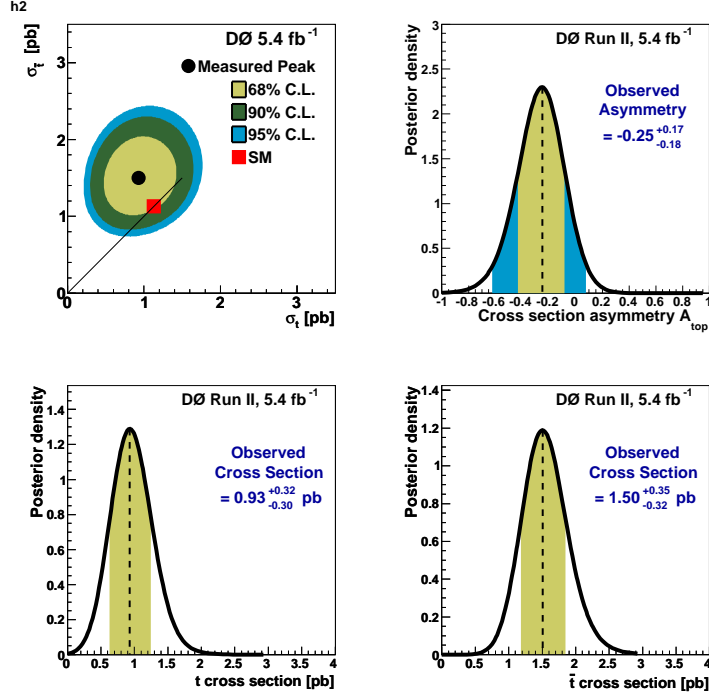 h2
DØ 5.4 fb⁻¹
Measured Peak
68% C.L.
90% C.L.
95% C.L.
SM
σt̄ [pb]
3
2
1
0
0 1 2 3
σt [pb]
DØ Run II, 5.4 fb⁻¹
Observed
Asymmetry
= -0.25 +0.17 -0.18
Posterior density
3
2.5
2
1.5
1
0.5
0
-1 -0.8 -0.6 -0.4 -0.2 0 0.2 0.4 0.6 0.8 1
Cross section asymmetry A top
DØ Run II, 5.4 fb⁻¹
Observed
Cross Section
= 0.93 +0.32 -0.30 pb
Posterior density
1.4
1.2
1
0.8
0.6
0.4
0.2
0
0 0.5 1 1.5 2 2.5 3 3.5 4
t cross section [pb]
DØ Run II, 5.4 fb⁻¹
Observed
Cross Section
= 1.50 +0.35 -0.32 pb
Posterior density
1.4
1.2
1
0.8
0.6
0.4
0.2
0
0 0.5 1 1.5 2 2.5 3 3.5 4
t̄ cross section [pb]